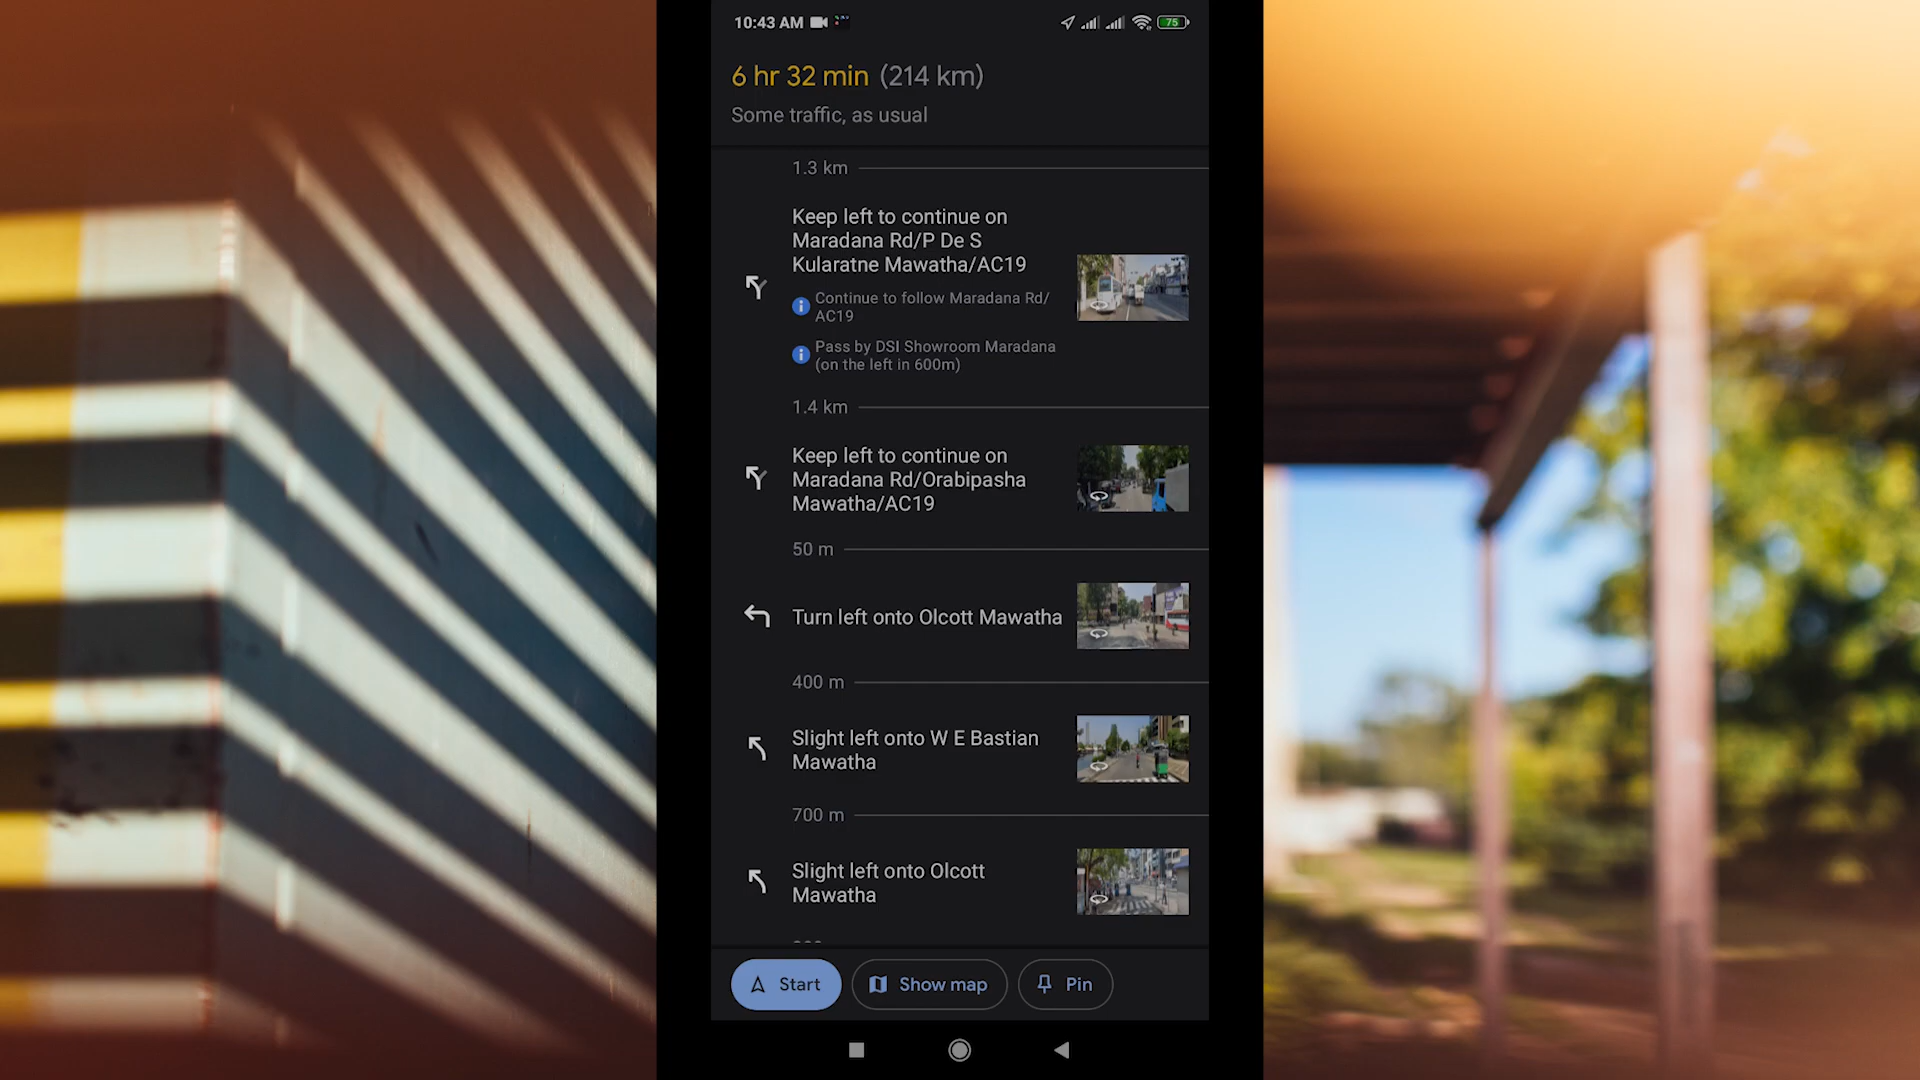 10:43 AM
75
6 hr 32 min (214 km)
Some traffic, as usual
1.3 km
Keep left to continue on
Maradana Rd/P De S
Kularatne Mawatha/AC19
Continue to follow Maradana Rd/
AC19
Pass by DSI Showroom Maradana
(on the left in 600m)
1.4 km
Keep left to continue on
Maradana Rd/Orabipasha
Mawatha/AC19
50 m
Turn left onto Olcott Mawatha
400 m
Slight left onto W E Bastian
Mawatha
700 m
Slight left onto Olcott
Mawatha
Start
Show map
Pin